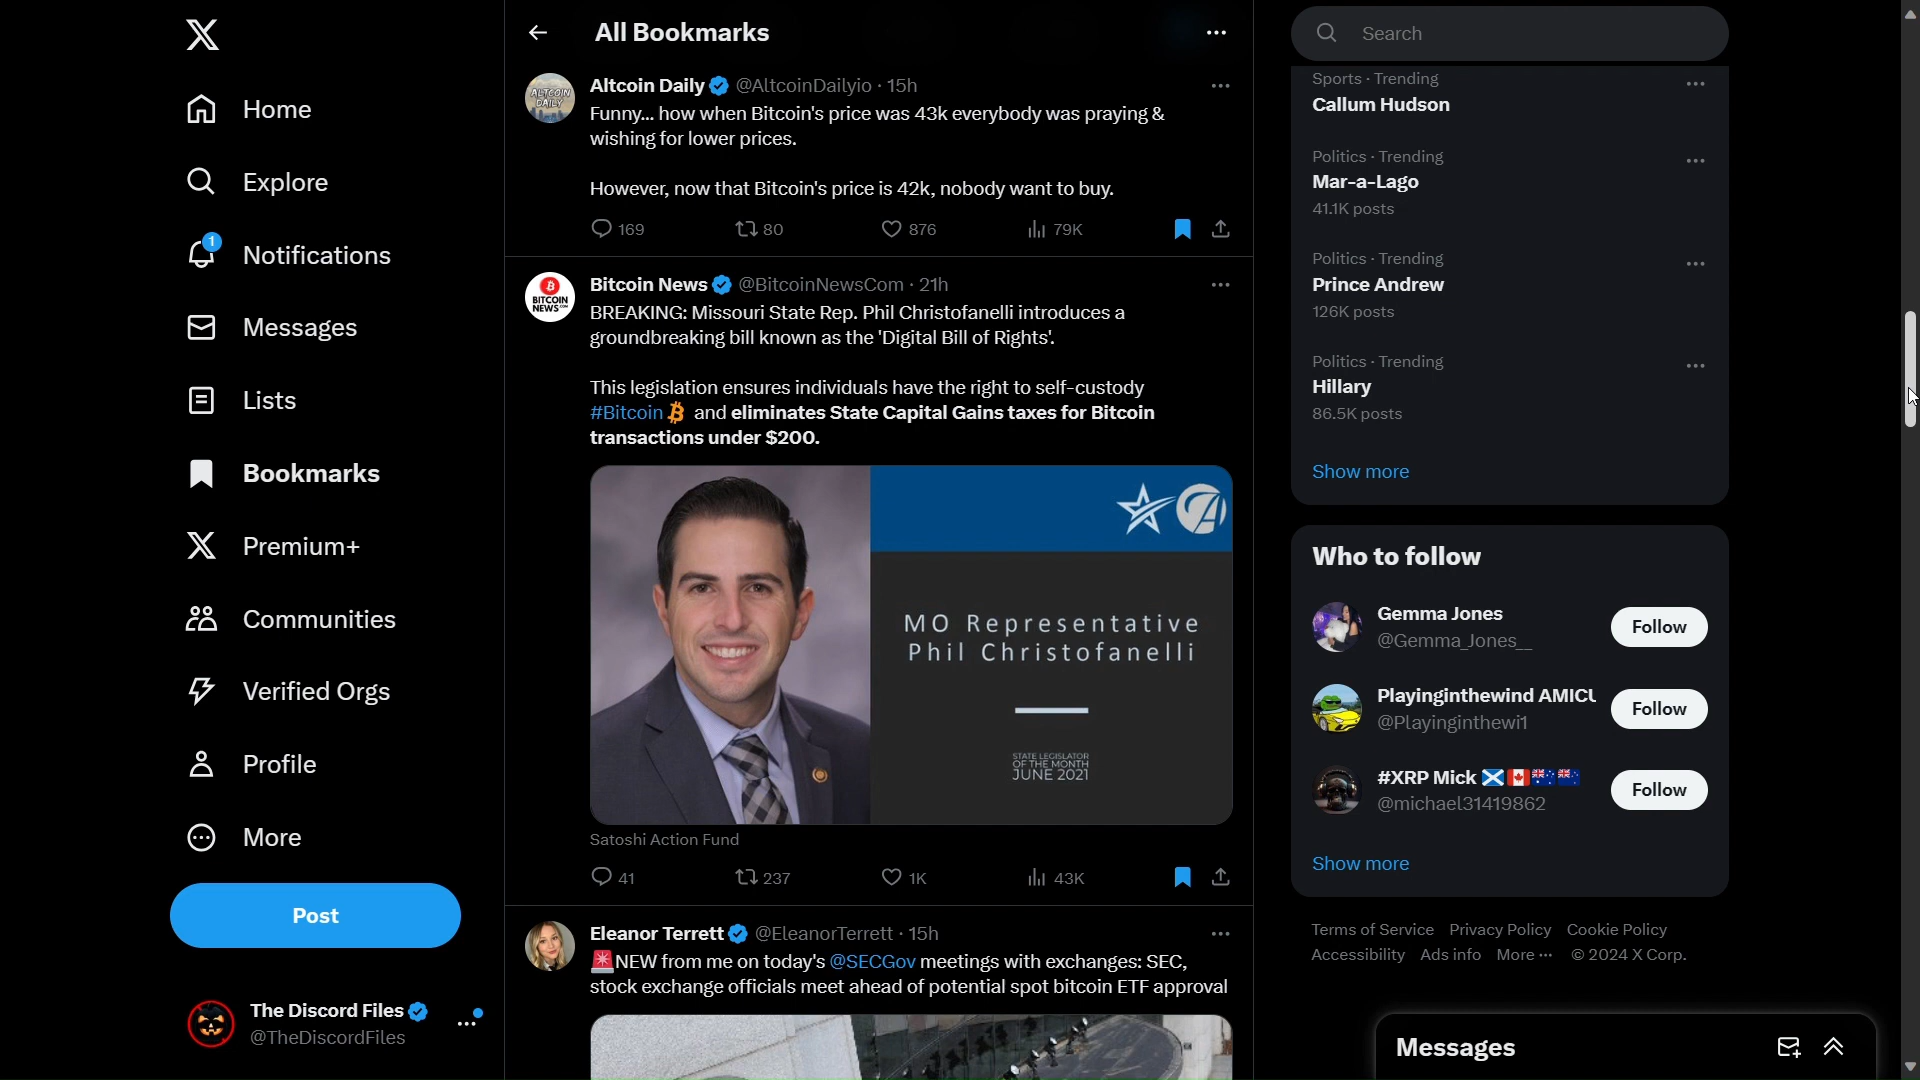 Home
Explore
1
Notifications
Messages
Lists
Bookmarks
Premium+
Communities
Verified Orgs
Profile
More
Post
The Discord Files
@TheDiscordFiles
All Bookmarks
ALTCOIN
DAILY
Altcoin Daily @AltcoinDailyio · 15h
Funny... how when Bitcoin's price was 43k everybody was praying &
wishing for lower prices.
However, now that Bitcoin's price is 42k, nobody want to buy.
169 80 876 79K
BITCOIN
NEWS.COM
Bitcoin News @BitcoinNewsCom · 21h
BREAKING: Missouri State Rep. Phil Christofanelli introduces a
groundbreaking bill known as the 'Digital Bill of Rights'.
This legislation ensures individuals have the right to self-custody
#Bitcoin and eliminates State Capital Gains taxes for Bitcoin
transactions under $200.
MO Representative
Phil Christofanelli
STATE LEGISLATOR
OF THE MONTH
JUNE 2021
Satoshi Action Fund
41 237 1K 43K
Eleanor Terrett @EleanorTerrett · 15h
🚨NEW from me on today's @SECGov meetings with exchanges: SEC,
stock exchange officials meet ahead of potential spot bitcoin ETF approval
Search
Sports · Trending
Callum Hudson
Politics · Trending
Mar-a-Lago
41.1K posts
Politics · Trending
Prince Andrew
126K posts
Politics · Trending
Hillary
86.5K posts
Show more
Who to follow
Gemma Jones
@Gemma_Jones__
Follow
Playinginthewind AMICU
@Playinginthewi1
Follow
#XRP Mick
@michael31419862
Follow
Show more
Terms of Service Privacy Policy Cookie Policy
Accessibility Ads info More ··· © 2024 X Corp.
Messages